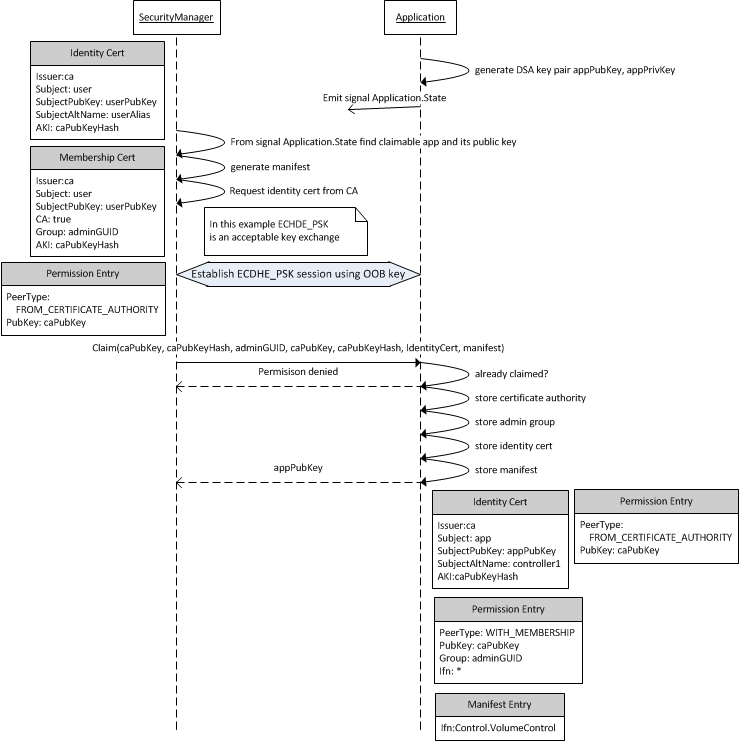 SecurityManager
Application
generate DSA key pair appPubKey, appPrivKey
Emit signal Application.State
Identity Cert
Issuer:ca
Subject: user
SubjectPubKey: userPubKey
SubjectAltName: userAlias
AKI: caPubKeyHash
From signal Application.State find claimable app and its public key
generate manifest
Request identity cert from CA
Membership Cert
Issuer:ca
Subject: user
SubjectPubKey: userPubKey
CA: true
Group: adminGUID
AKI: caPubKeyHash
In this example ECHDE_PSK
is an acceptable key exchange
Establish ECDHE_PSK session using OOB key
Permission Entry
PeerType:
FROM_CERTIFICATE_AUTHORITY
PubKey: caPubKey
Claim(caPubKey, caPubKeyHash, adminGUID, caPubKey, caPubKeyHash, IdentityCert, manifest)
Permisison denied
already claimed?
store certificate authority
store admin group
store identity cert
store manifest
appPubKey
Identity Cert
Issuer:ca
Subject: app
SubjectPubKey: appPubKey
SubjectAltName: controller1
AKI:caPubKeyHash
Permission Entry
PeerType:
FROM_CERTIFICATE_AUTHORITY
PubKey: caPubKey
Permission Entry
PeerType: WITH_MEMBERSHIP
PubKey: caPubKey
Group: adminGUID
Ifn: *
Manifest Entry
Ifn:Control.VolumeControl